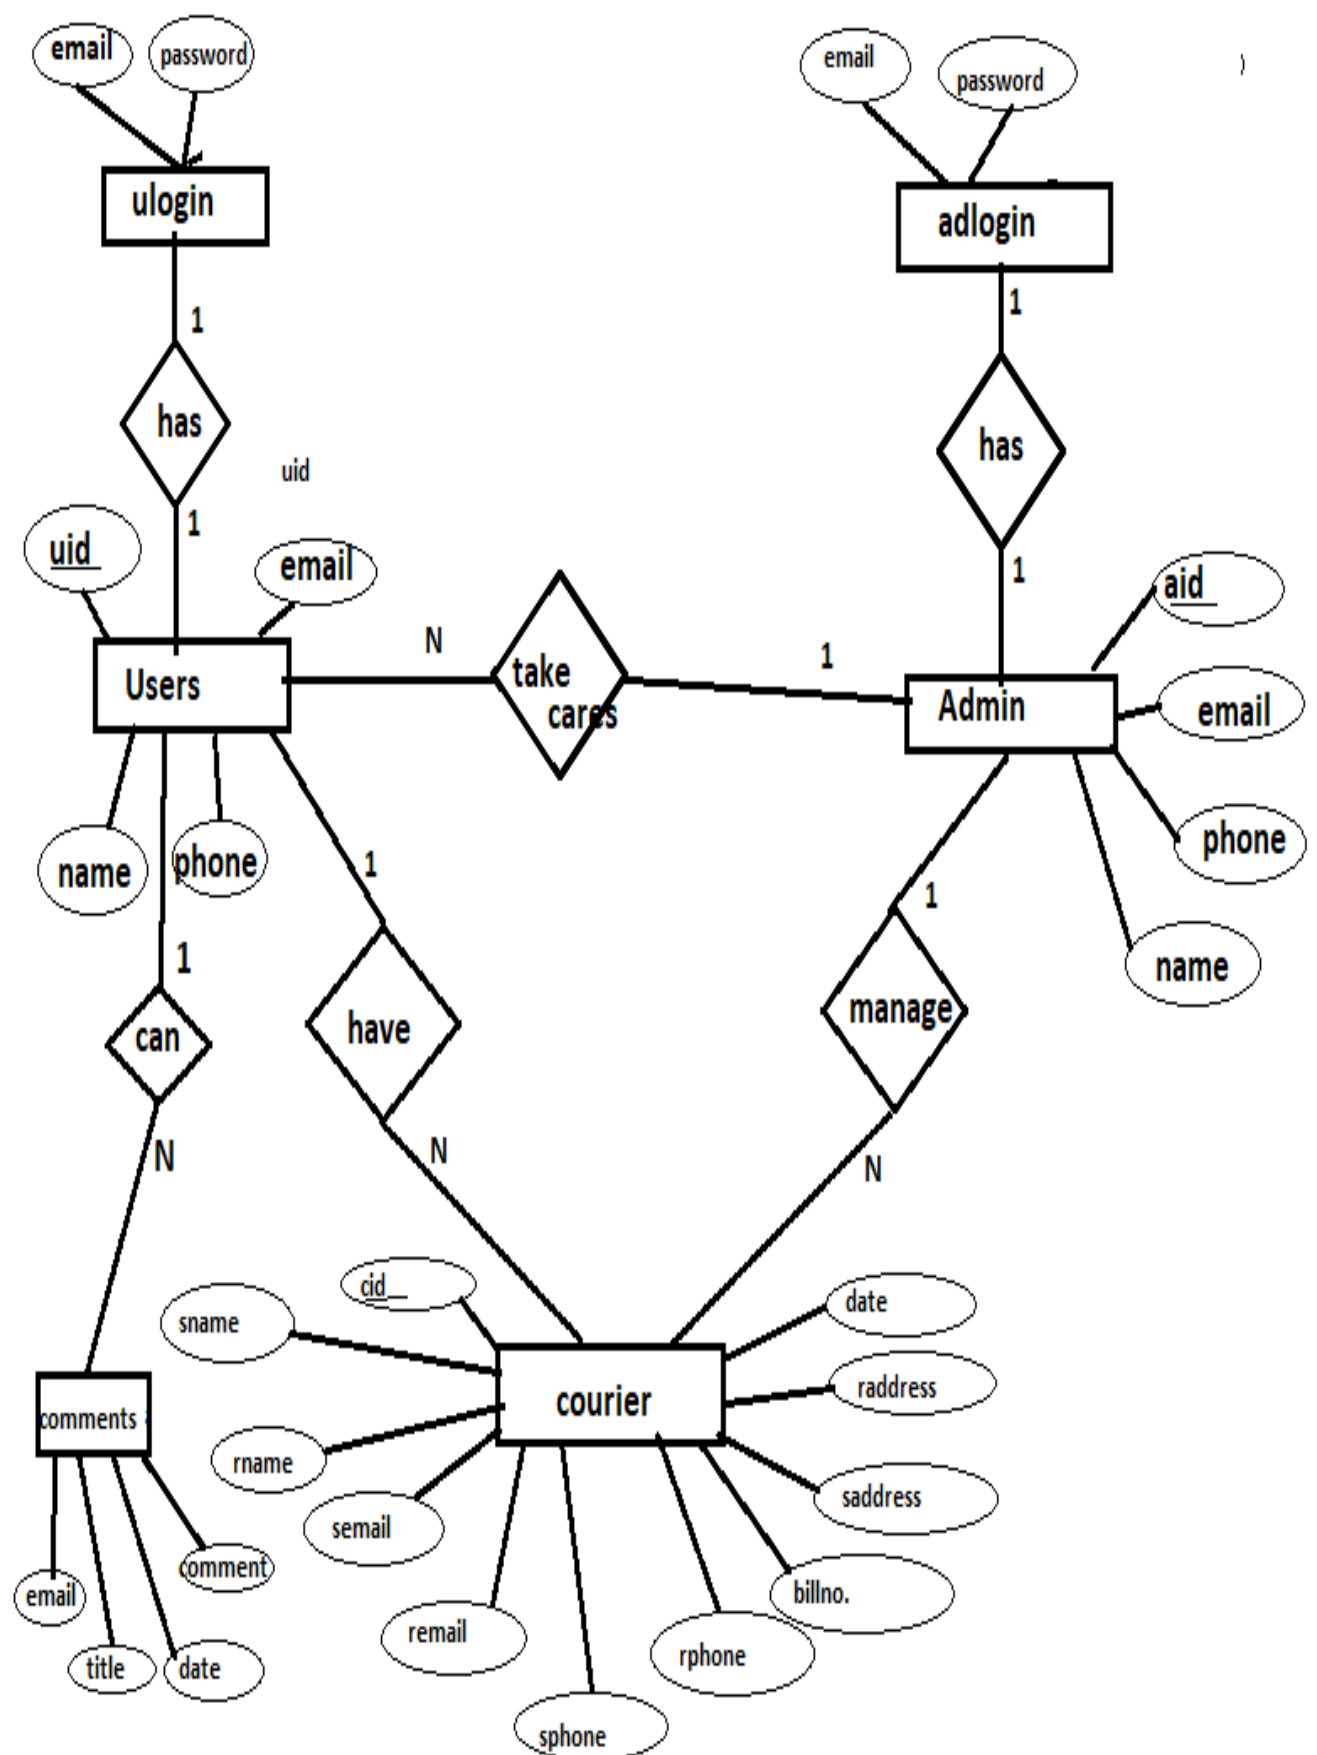 email
password
email
password
)
ulogin
adlogin
1
1
has
has
uid
1
1
uid
email
aid
N
take
cares
1
Users
Admin
email
name
phone
1
1
phone
name
1
can
have
manage
N
N
N
cid
sname
date
comments
courier
raddress
rname
saddress
semail
comment
email
billno.
remail
rphone
title
date
sphone